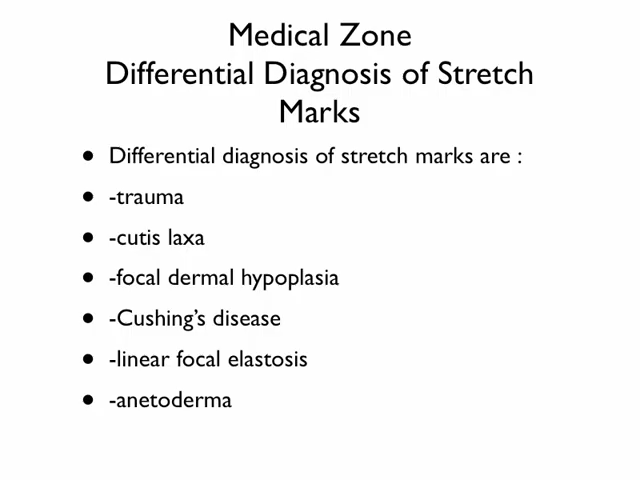 Medical Zone
Differential Diagnosis of Stretch
Marks
• Differential diagnosis of stretch marks are :
• -trauma
• -cutis laxa
• -focal dermal hypoplasia
• -Cushing’s disease
• -linear focal elastosis
• -anetoderma